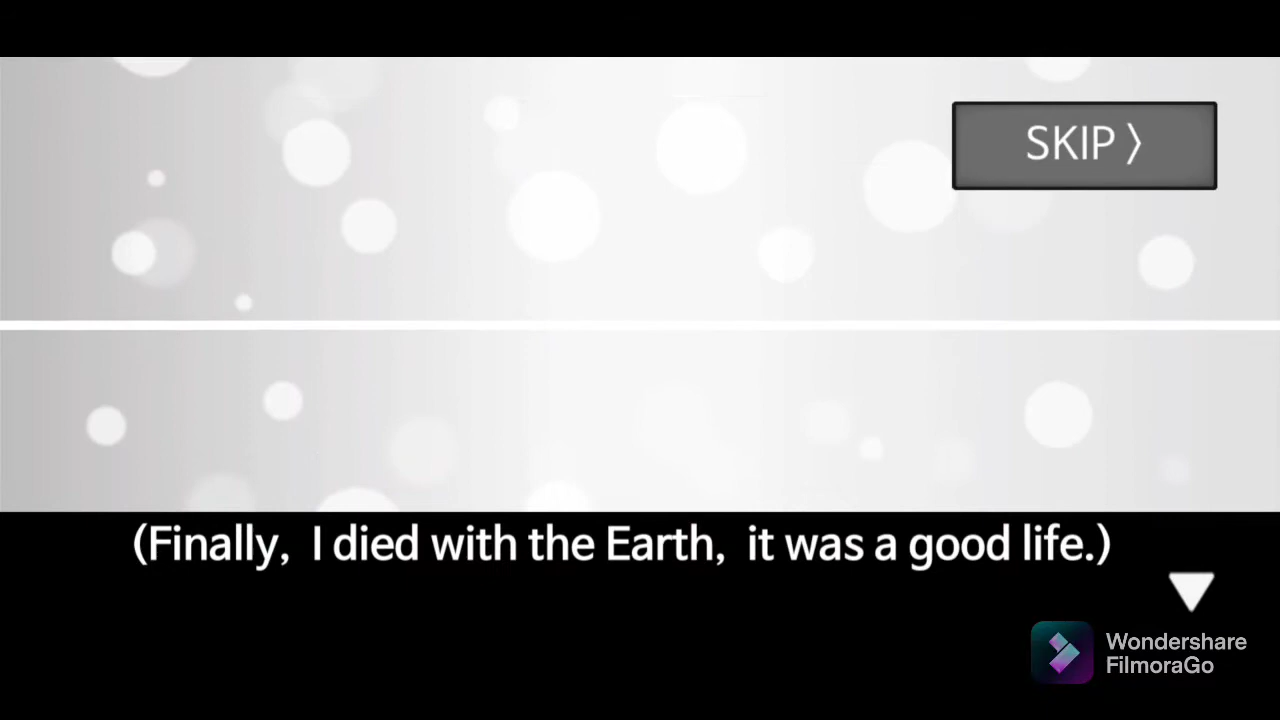 SKIP 〉
(Finally, I died with the Earth, it was a good life.)
Wondershare
FilmoraGo